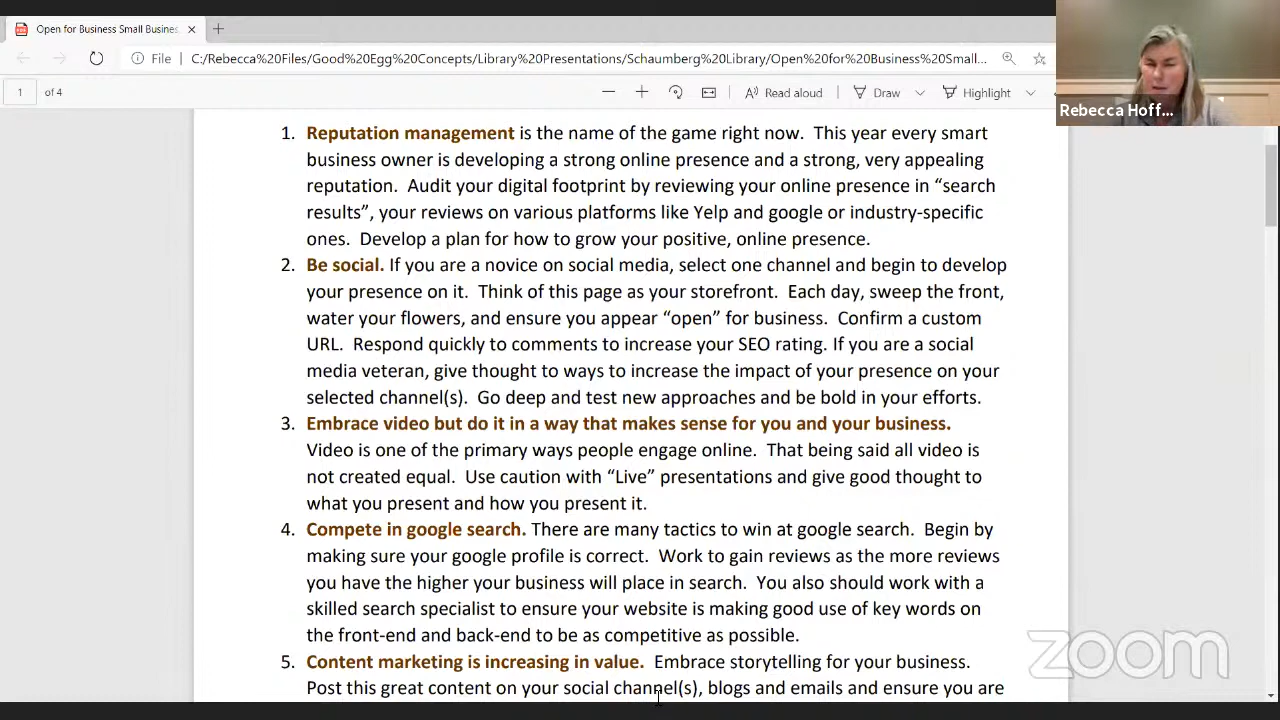 Open for Business Small Busines
File
C:/Rebecca%20Files/Good%20Egg%20Concepts/Library%20Presentations/Schaumberg%20Library/Open%20for%20Business%20Small...
Rebecca Hoff...
1 of 4
Read aloud
Draw
Highlight
1. Reputation management is the name of the game right now. This year every smart
business owner is developing a strong online presence and a strong, very appealing
reputation. Audit your digital footprint by reviewing your online presence in “search
results”, your reviews on various platforms like Yelp and google or industry-specific
ones. Develop a plan for how to grow your positive, online presence.
2. Be social. If you are a novice on social media, select one channel and begin to develop
your presence on it. Think of this page as your storefront. Each day, sweep the front,
water your flowers, and ensure you appear “open” for business. Confirm a custom
URL. Respond quickly to comments to increase your SEO rating. If you are a social
media veteran, give thought to ways to increase the impact of your presence on your
selected channel(s). Go deep and test new approaches and be bold in your efforts.
3. Embrace video but do it in a way that makes sense for you and your business.
Video is one of the primary ways people engage online. That being said all video is
not created equal. Use caution with “Live” presentations and give good thought to
what you present and how you present it.
4. Compete in google search. There are many tactics to win at google search. Begin by
making sure your google profile is correct. Work to gain reviews as the more reviews
you have the higher your business will place in search. You also should work with a
skilled search specialist to ensure your website is making good use of key words on
the front-end and back-end to be as competitive as possible.
5. Content marketing is increasing in value. Embrace storytelling for your business.
Post this great content on your social channel(s), blogs and emails and ensure you are
zoom